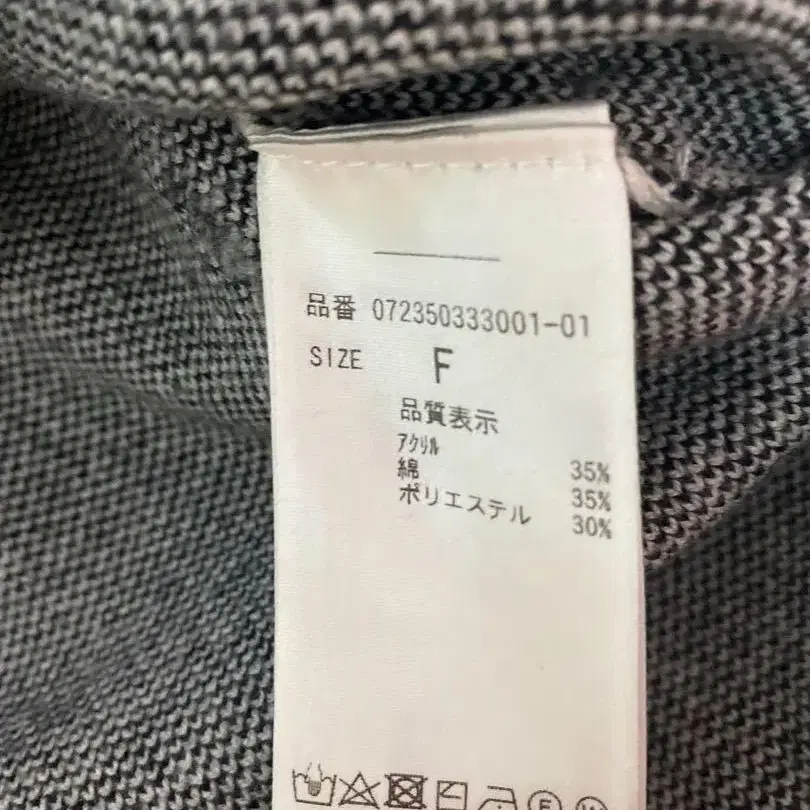 品番 072350333001-01
SIZE F
品質表示
アクリル 35%
綿 35%
ポリエステル 30%